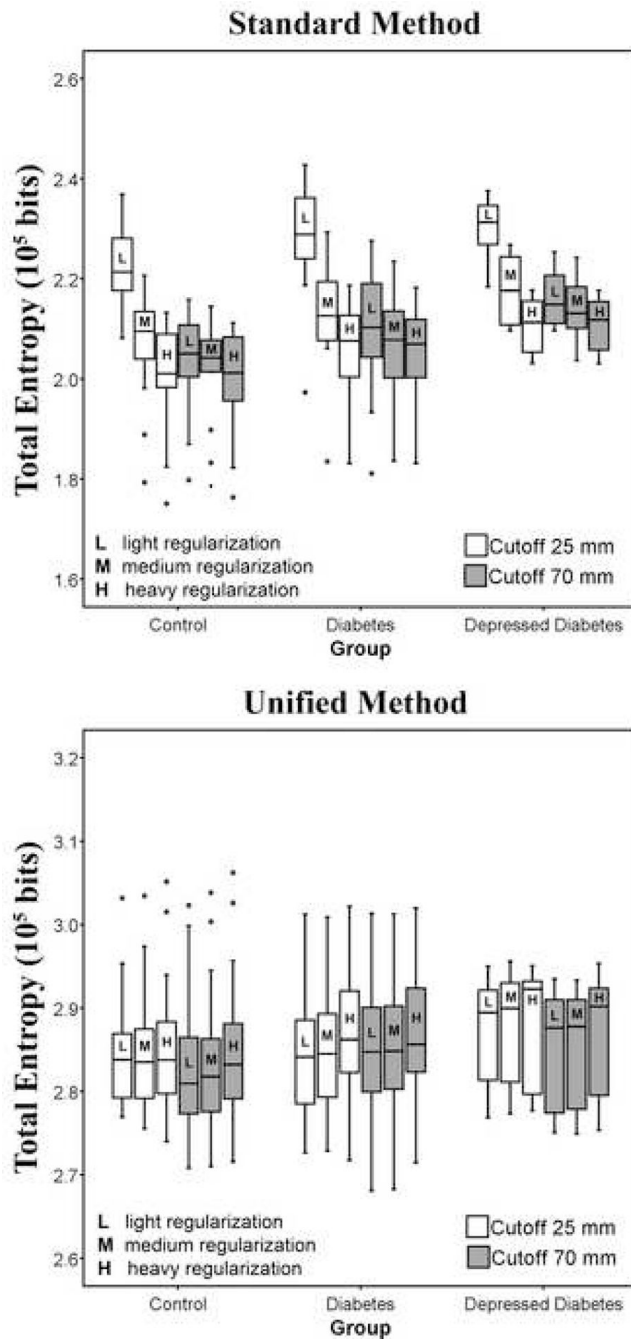 Standard Method
Total Entropy (10⁵ bits)
2.6
2.4
2.2
2.0
1.8
1.6
L M H L M H
L M H L M H
L M H L M H
L light regularization
M medium regularization
H heavy regularization
Cutoff 25 mm
Cutoff 70 mm
Control Diabetes Depressed Diabetes
Group
Unified Method
Total Entropy (10⁵ bits)
3.2
3.1
3.0
2.9
2.8
2.7
2.6
L M H L M H
L M H L M H
L M H L M H
L light regularization
M medium regularization
H heavy regularization
Cutoff 25 mm
Cutoff 70 mm
Control Diabetes Depressed Diabetes
Group